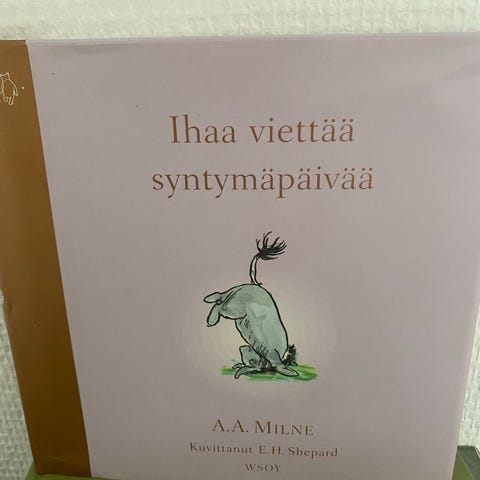 Ihaa viettää
syntymäpäivää
A.A. MILNE
Kuvittanut E.H. Shepard
WSOY